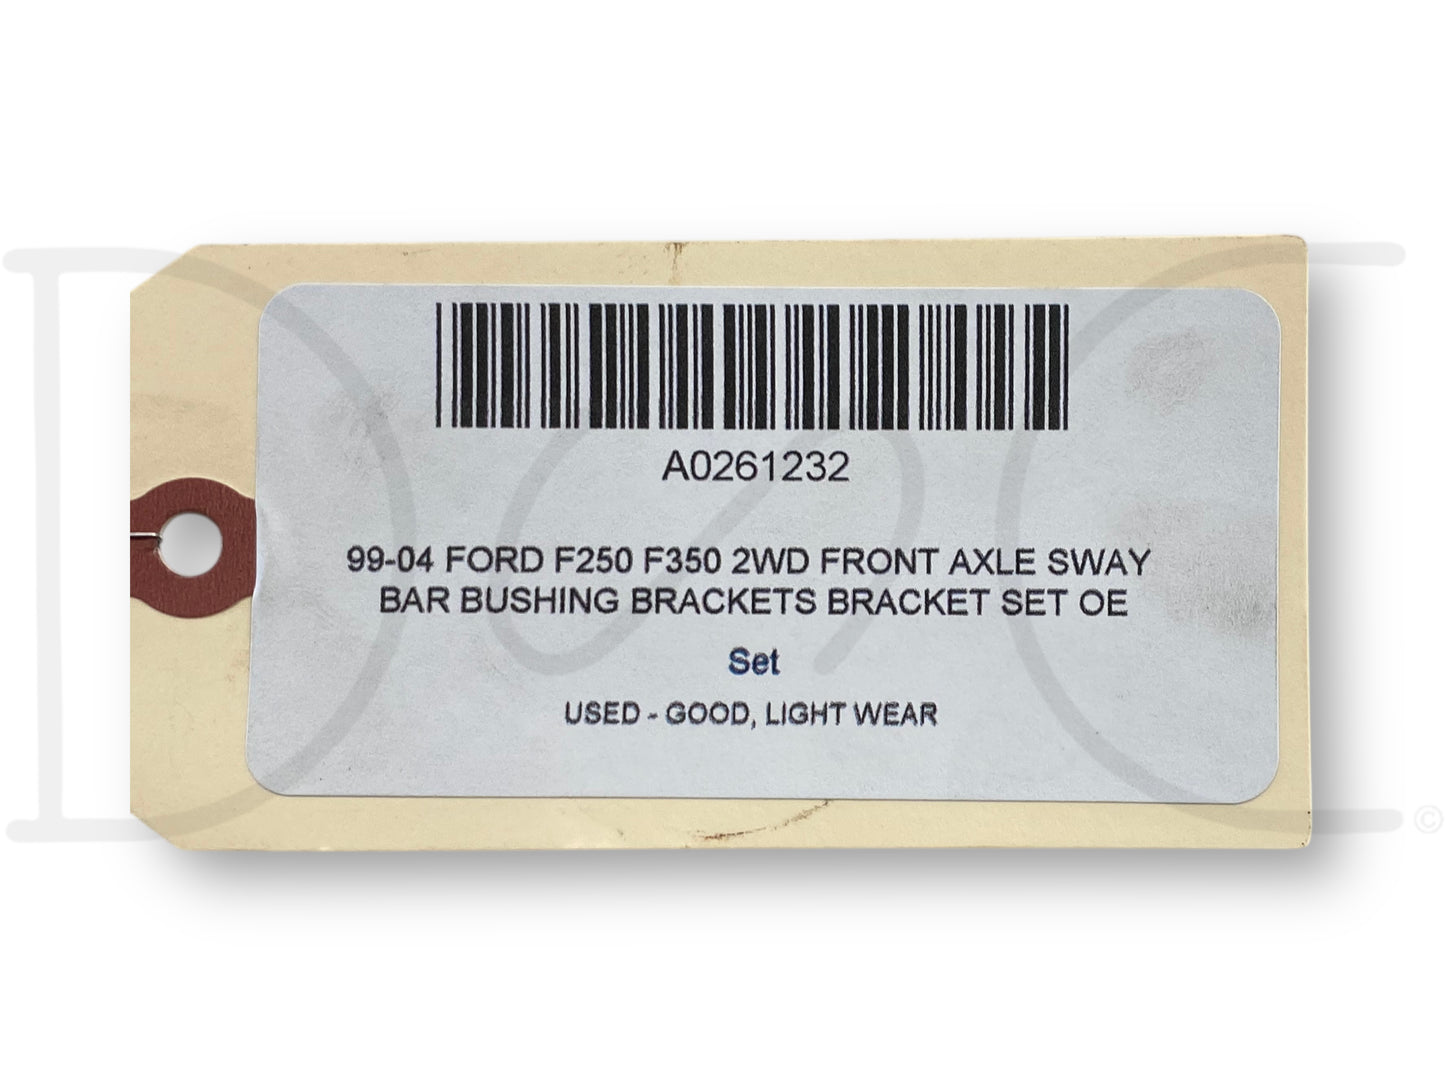 A0261232
99-04 FORD F250 F350 2WD FRONT AXLE SWAY
BAR BUSHING BRACKETS BRACKET SET OE
Set
USED - GOOD, LIGHT WEAR
©